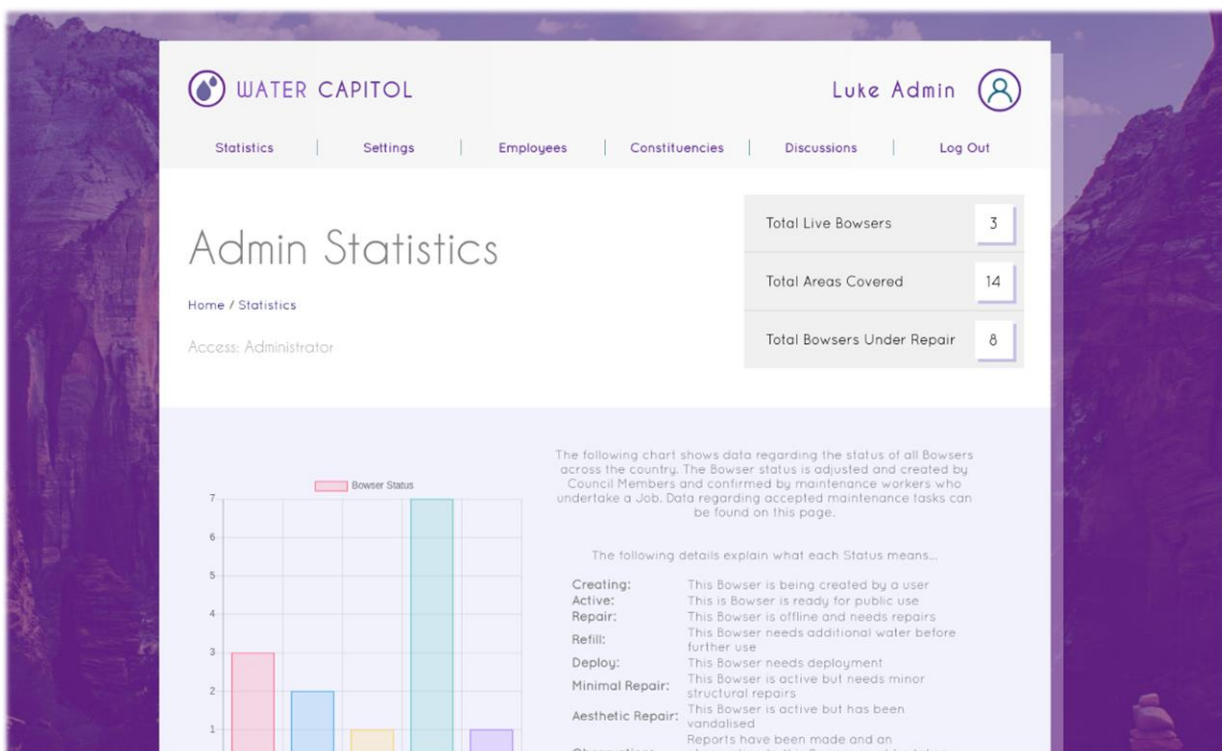 WATER CAPITOL
Luke Admin
Statistics Settings Employees Constituencies Discussions Log Out
Admin Statistics
Home / Statistics
Access: Administrator
Total Live Bowsers 3
Total Areas Covered 14
Total Bowsers Under Repair 8
Bowser Status
7
6
5
4
3
2
1
The following chart shows data regarding the status of all Bowsers
across the country. The Bowser status is adjusted and created by
Council Members and confirmed by maintenance workers who
undertake a Job. Data regarding accepted maintenance tasks can
be found on this page.
The following details explain what each Status means...
Creating: This Bowser is being created by a user
Active: This is Bowser is ready for public use
Repair: This Bowser is offline and needs repairs
Refill: This Bowser needs additional water before
further use
Deploy: This Bowser needs deployment
Minimal Repair: This Bowser is active but needs minor
structural repairs
Aesthetic Repair: This Bowser is active but has been
vandalised
Reports have been made and an